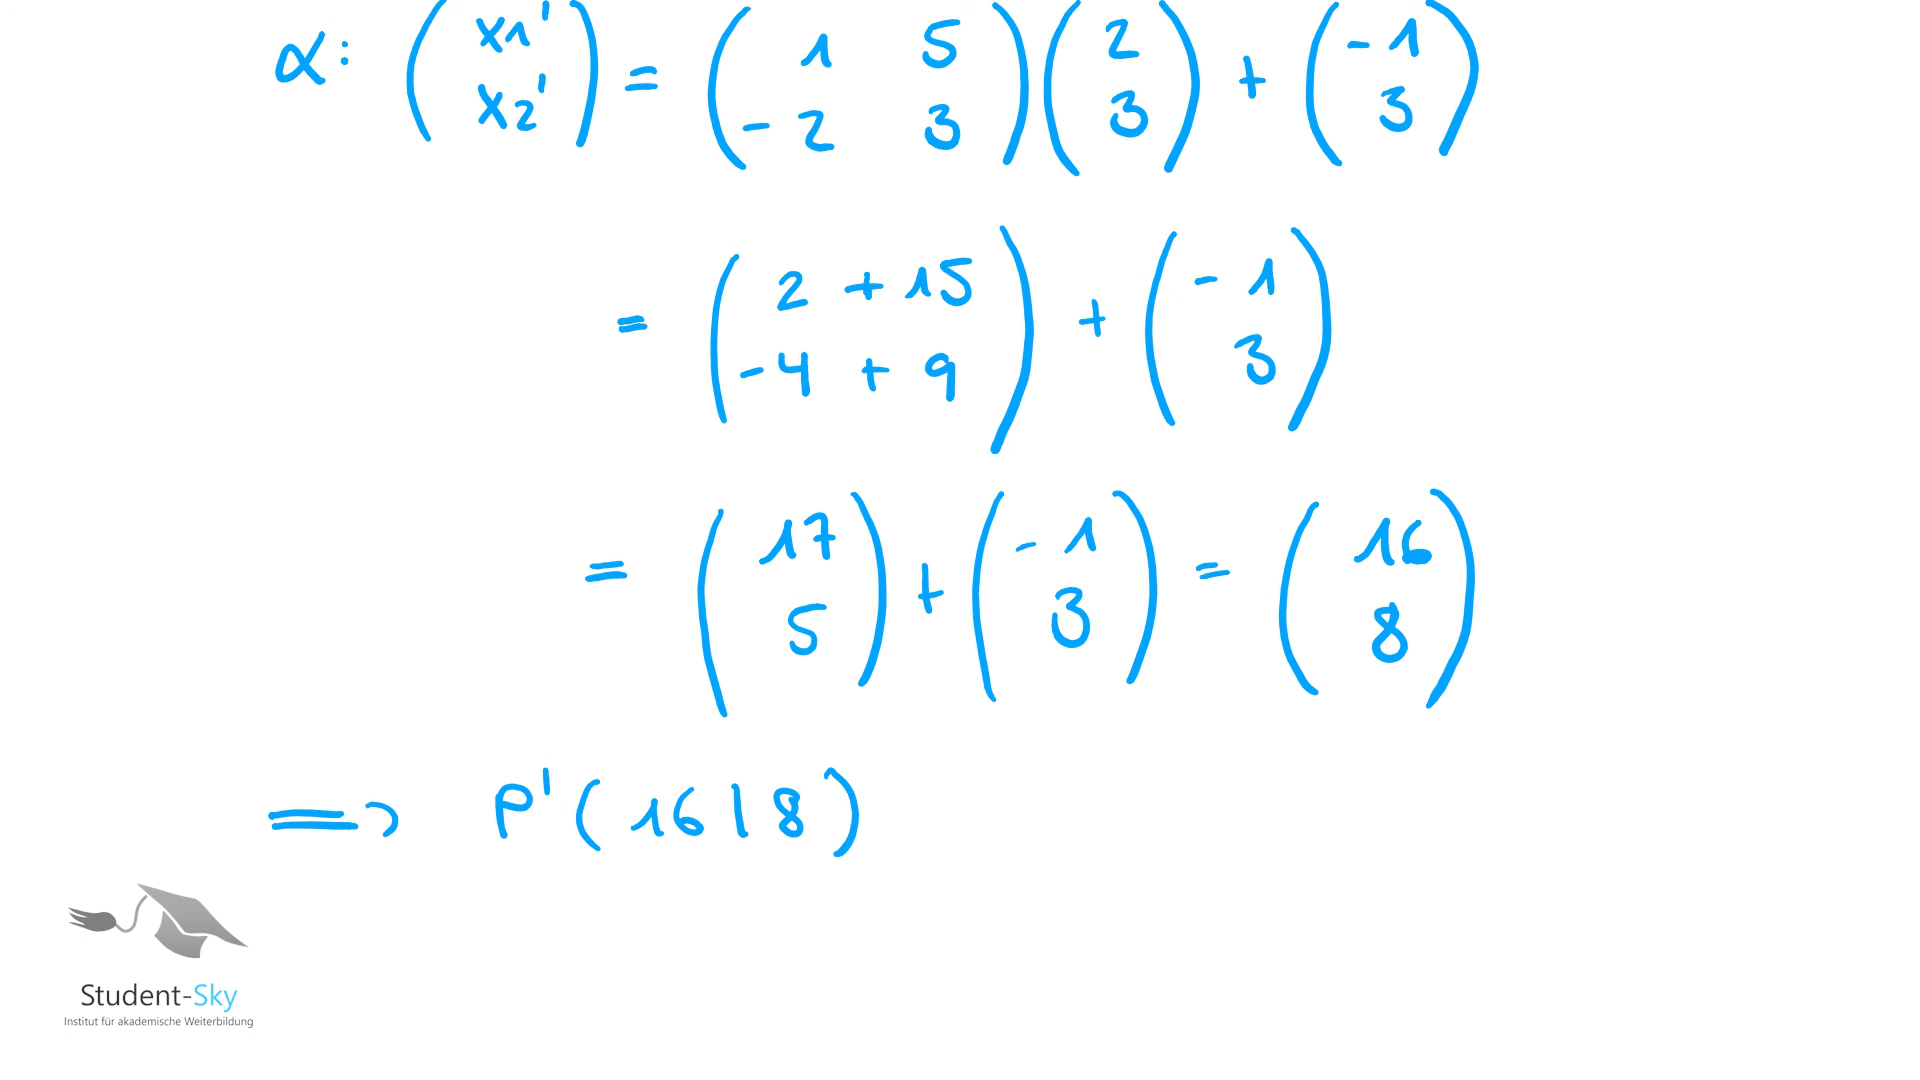 α: (x1' x2') = (1 5 -2 3)(2 3) + (-1 3)
= (2 + 15 -4 + 9) + (-1 3)
= (17 5) + (-1 3) = (16 8)
⟹ P'(16|8)
Student-Sky
Institut für akademische Weiterbildung